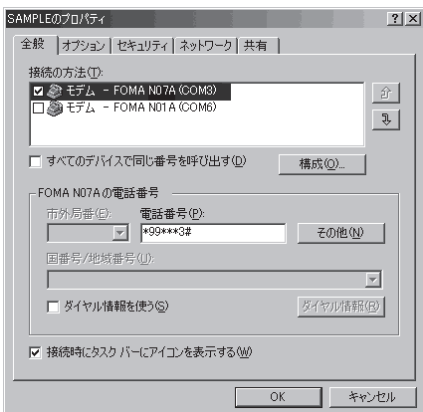 SAMPLEのプロパティ
全般 オプション セキュリティ ネットワーク 共有
接続の方法(T):
モデム - FOMA N07A (COM3)
モデム - FOMA N01A (COM6)
すべてのデバイスで同じ番号を呼び出す(D) 構成(O)...
FOMA N07Aの電話番号
市外局番(E): 電話番号(P):
*99***3# その他(N)
国番号/地域番号(U):
ダイヤル情報を使う(S) ダイヤル情報(R)
接続時にタスク バーにアイコンを表示する(W)
OK キャンセル